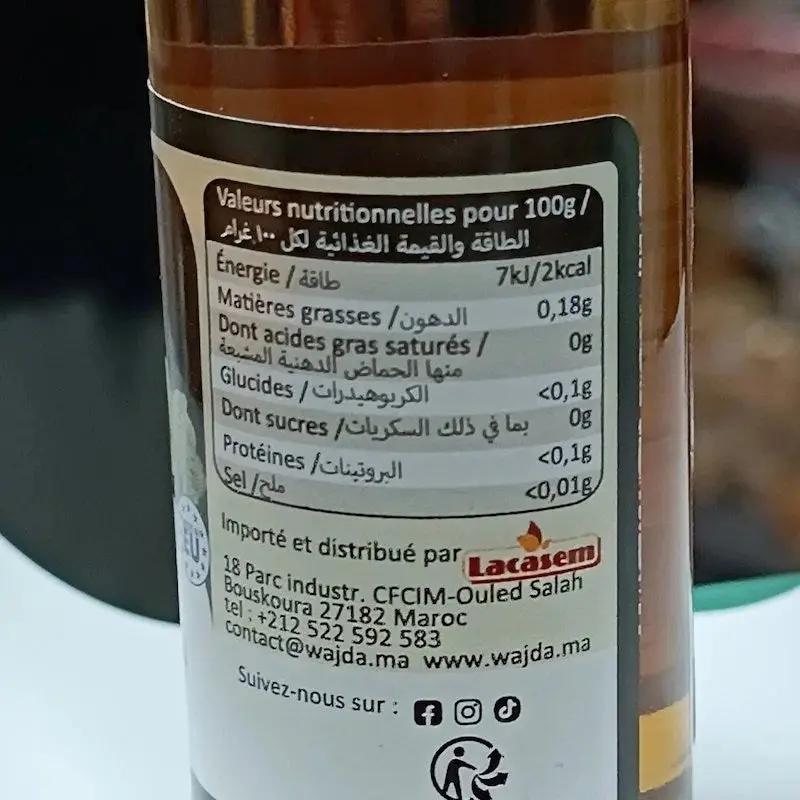 Valeurs nutritionnelles pour 100g /
الطاقة والقيمة الغذائية لكل ١٠٠ غرام
Énergie / طاقة 7kJ/2kcal
Matières grasses / الدهون 0,18g
Dont acides gras saturés / 0g
منها الحماض الدهنية المشبعة
Glucides / الكربوهيدرات <0,1g
Dont sucres / بما في ذلك السكريات 0g
Protéines / البروتينات <0,1g
Sel / ملح <0,01g
EU
Importé et distribué par Lacasem
18 Parc industr. CFCIM-Ouled Salah
Bouskoura 27182 Maroc
tel : +212 522 592 583
contact@wajda.ma www.wajda.ma
Suivez-nous sur :